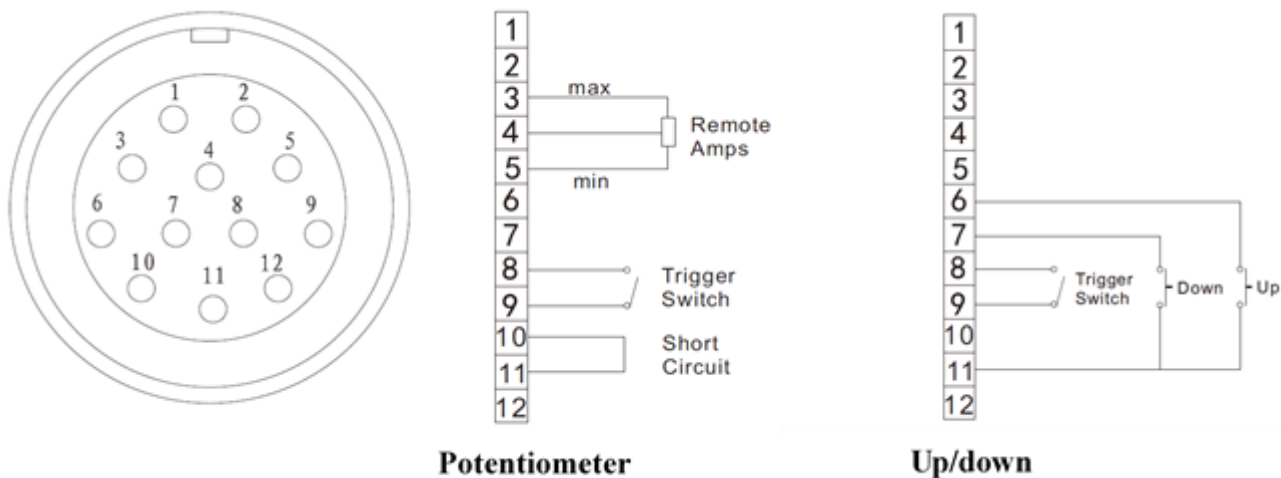 1 2
3 4 5
6 7 8 9
10 11 12
1
2
3 max
4 Remote
Amps
5 min
6
7
8 Trigger
9 Switch
10 Short
11 Circuit
12
Potentiometer
1
2
3
4
5
6
7
8 Trigger Down Up
9 Switch
10
11
12
Up/down